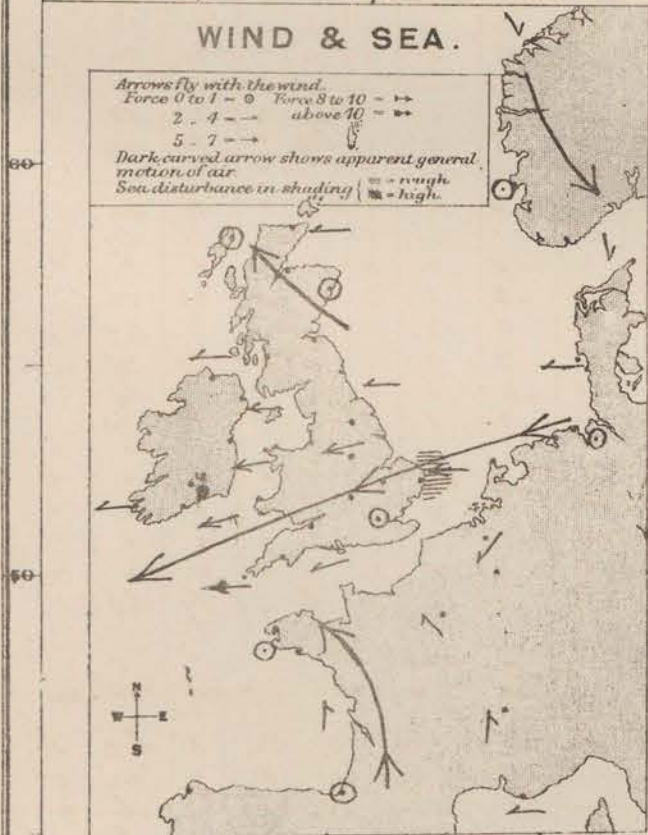 WIND & SEA.
Arrows fly with the wind.
Force 0 to 1 = ⊙ Force 8 to 10 = ↦
2 - 4 = → above 10 =
5 - 7 = →
Dark curved arrow shows apparent general
motion of air.
Sea disturbance in shading { = rough
= high.
60
50
N
W E
S